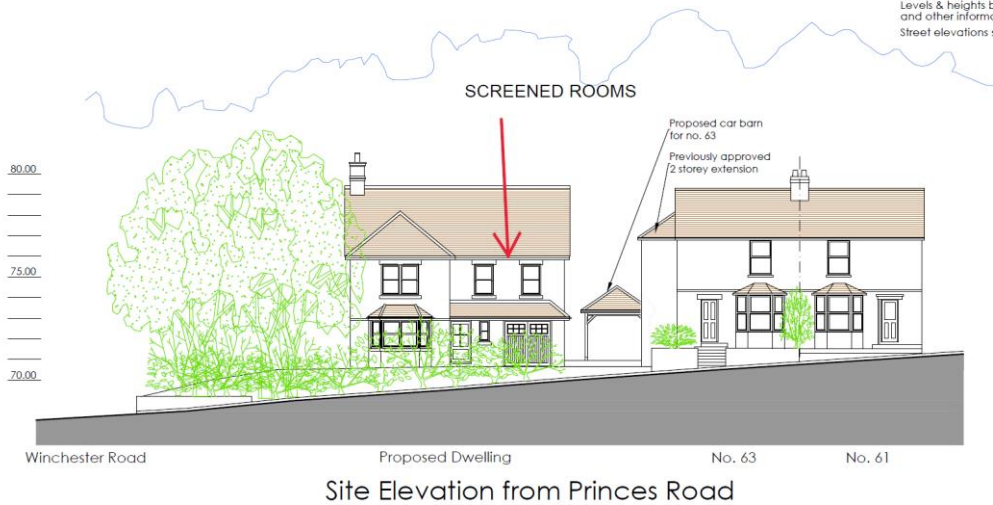 Levels & heights b
and other informa
Street elevations s
SCREENED ROOMS
Proposed car barn
for no. 63
Previously approved
2 storey extension
80.00
75.00
70.00
Winchester Road
Proposed Dwelling
No. 63
No. 61
Site Elevation from Princes Road